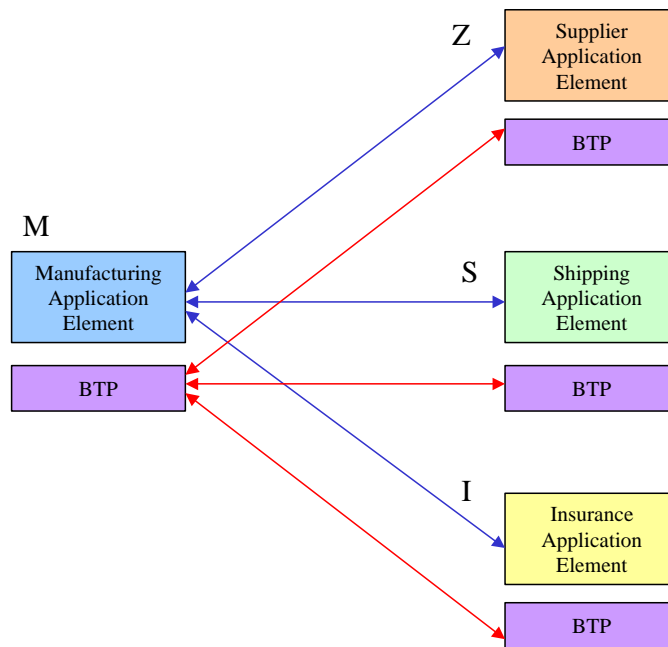 Z
Supplier
Application
Element
BTP
M
Manufacturing
Application
Element
BTP
S
Shipping
Application
Element
BTP
I
Insurance
Application
Element
BTP